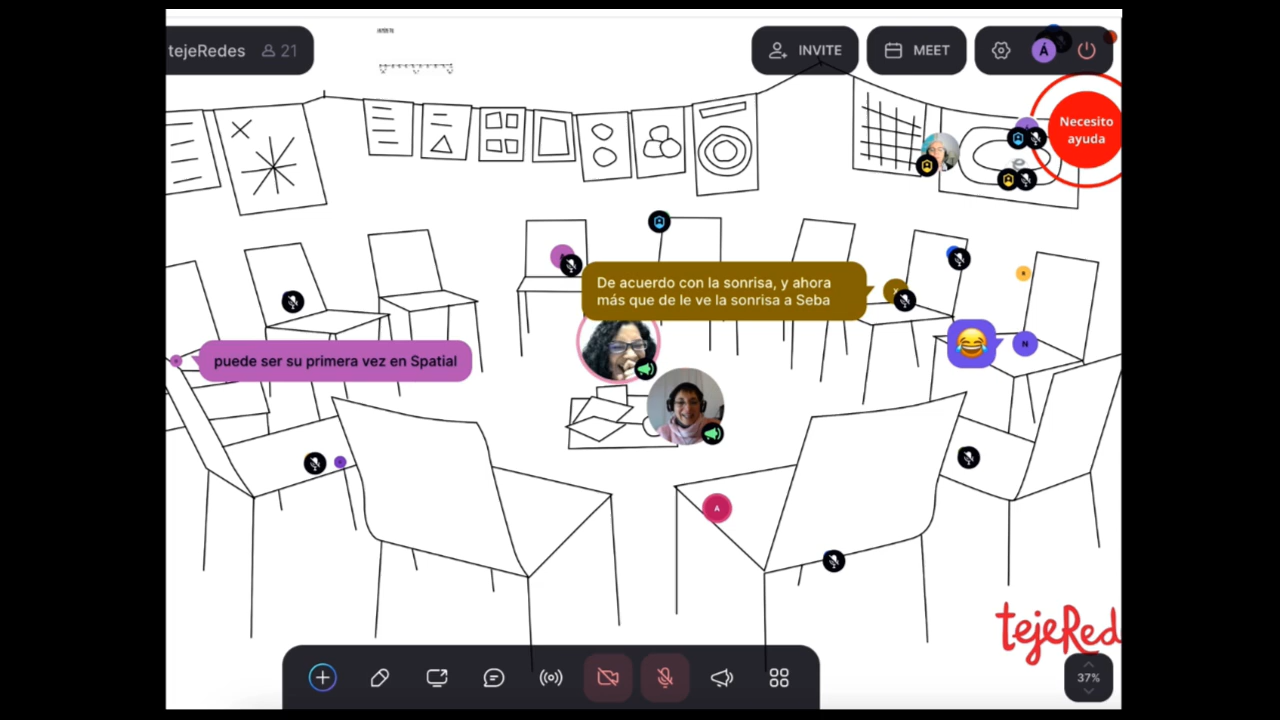 tejeRedes 21
INVITE
MEET
Á
Necesito
ayuda
De acuerdo con la sonrisa, y ahora
más que de le ve la sonrisa a Seba
N
puede ser su primera vez en Spatial
A
tejeRed
37%